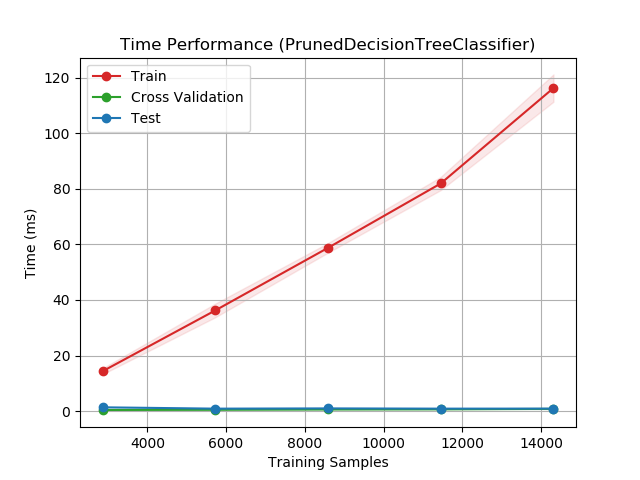 Time Performance (PrunedDecisionTreeClassifier)
Train
Cross Validation
Test
120
100
80
60
40
20
0
Time (ms)
4000 6000 8000 10000 12000 14000
Training Samples